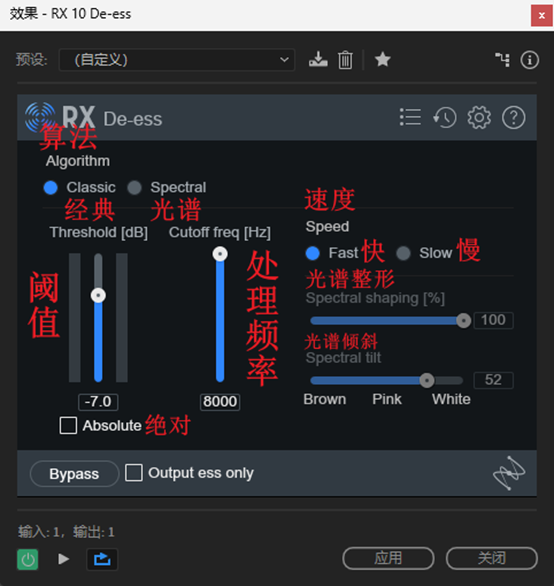 效果 - RX 10 De-ess
预设: (自定义)
RX De-ess
算法
Algorithm
Classic Spectral
经典 光谱
Threshold [dB] Cutoff freq [Hz]
阈值
处理频率
-7.0 8000
Absolute 绝对
速度
Speed
Fast 快 Slow 慢
光谱整形
Spectral shaping [%]
100
光谱倾斜
Spectral tilt
52
Brown Pink White
Bypass Output ess only
输入: 1, 输出: 1
应用 关闭